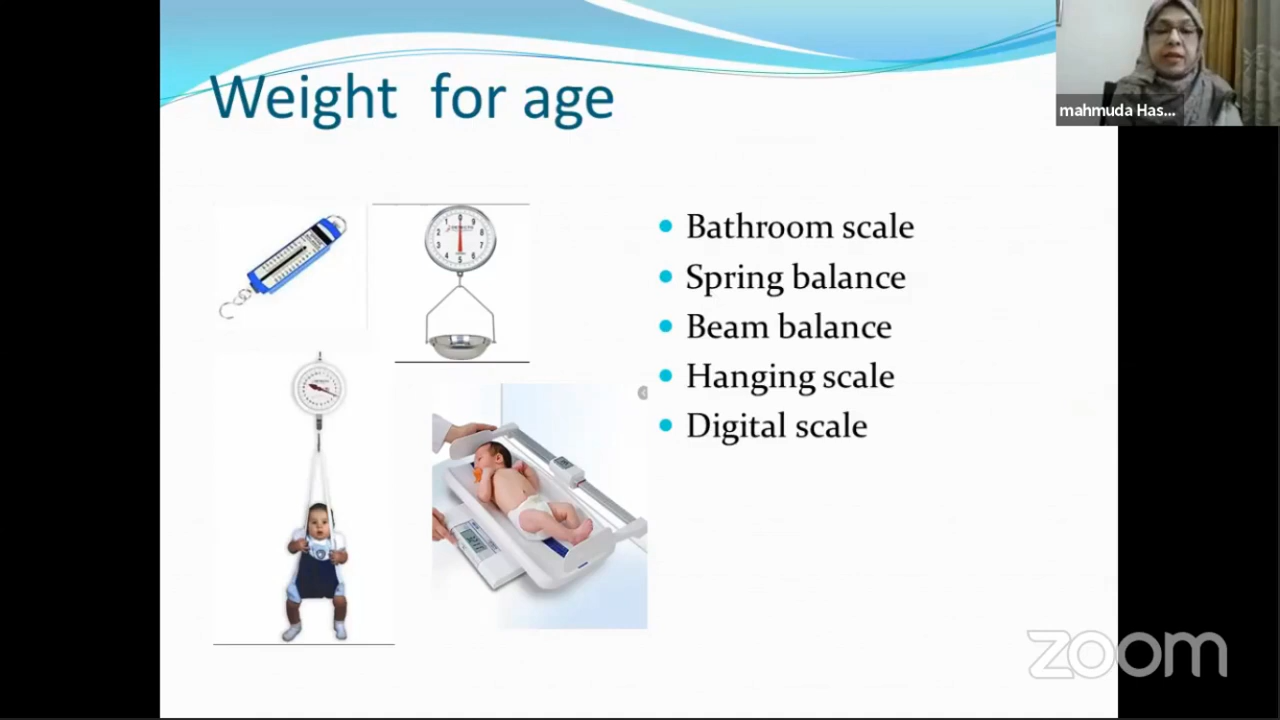 Weight for age
mahmuda Has...
Bathroom scale
Spring balance
Beam balance
Hanging scale
Digital scale
zoom